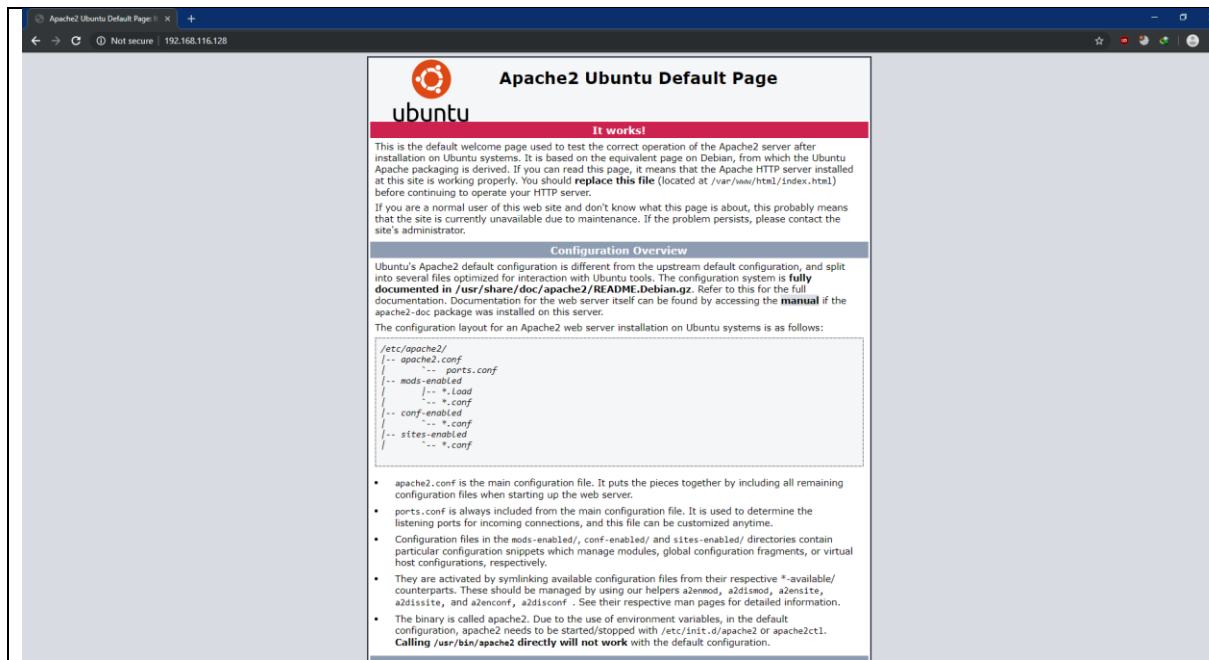 Apache2 Ubuntu Default Page: It
Not secure | 192.168.116.128
ubuntu
Apache2 Ubuntu Default Page
It works!
This is the default welcome page used to test the correct operation of the Apache2 server after
installation on Ubuntu systems. It is based on the equivalent page on Debian, from which the Ubuntu
Apache packaging is derived. If you can read this page, it means that the Apache HTTP server installed
at this site is working properly. You should replace this file (located at /var/www/html/index.html)
before continuing to operate your HTTP server.
If you are a normal user of this web site and don't know what this page is about, this probably means
that the site is currently unavailable due to maintenance. If the problem persists, please contact the
site's administrator.
Configuration Overview
Ubuntu's Apache2 default configuration is different from the upstream default configuration, and split
into several files optimized for interaction with Ubuntu tools. The configuration system is fully
documented in /usr/share/doc/apache2/README.Debian.gz. Refer to this for the full
documentation. Documentation for the web server itself can be found by accessing the manual if the
apache2-doc package was installed on this server.
The configuration layout for an Apache2 web server installation on Ubuntu systems is as follows:
/etc/apache2/
|-- apache2.conf
|       `--  ports.conf
|-- mods-enabled
|       |-- *.load
|       `-- *.conf
|-- conf-enabled
|       `-- *.conf
|-- sites-enabled
|       `-- *.conf
• apache2.conf is the main configuration file. It puts the pieces together by including all remaining
configuration files when starting up the web server.
• ports.conf is always included from the main configuration file. It is used to determine the
listening ports for incoming connections, and this file can be customized anytime.
• Configuration files in the mods-enabled/, conf-enabled/ and sites-enabled/ directories contain
particular configuration snippets which manage modules, global configuration fragments, or virtual
host configurations, respectively.
• They are activated by symlinking available configuration files from their respective *-available/
counterparts. These should be managed by using our helpers a2enmod, a2dismod, a2ensite,
a2dissite, and a2enconf, a2disconf . See their respective man pages for detailed information.
• The binary is called apache2. Due to the use of environment variables, in the default
configuration, apache2 needs to be started/stopped with /etc/init.d/apache2 or apache2ctl.
Calling /usr/bin/apache2 directly will not work with the default configuration.